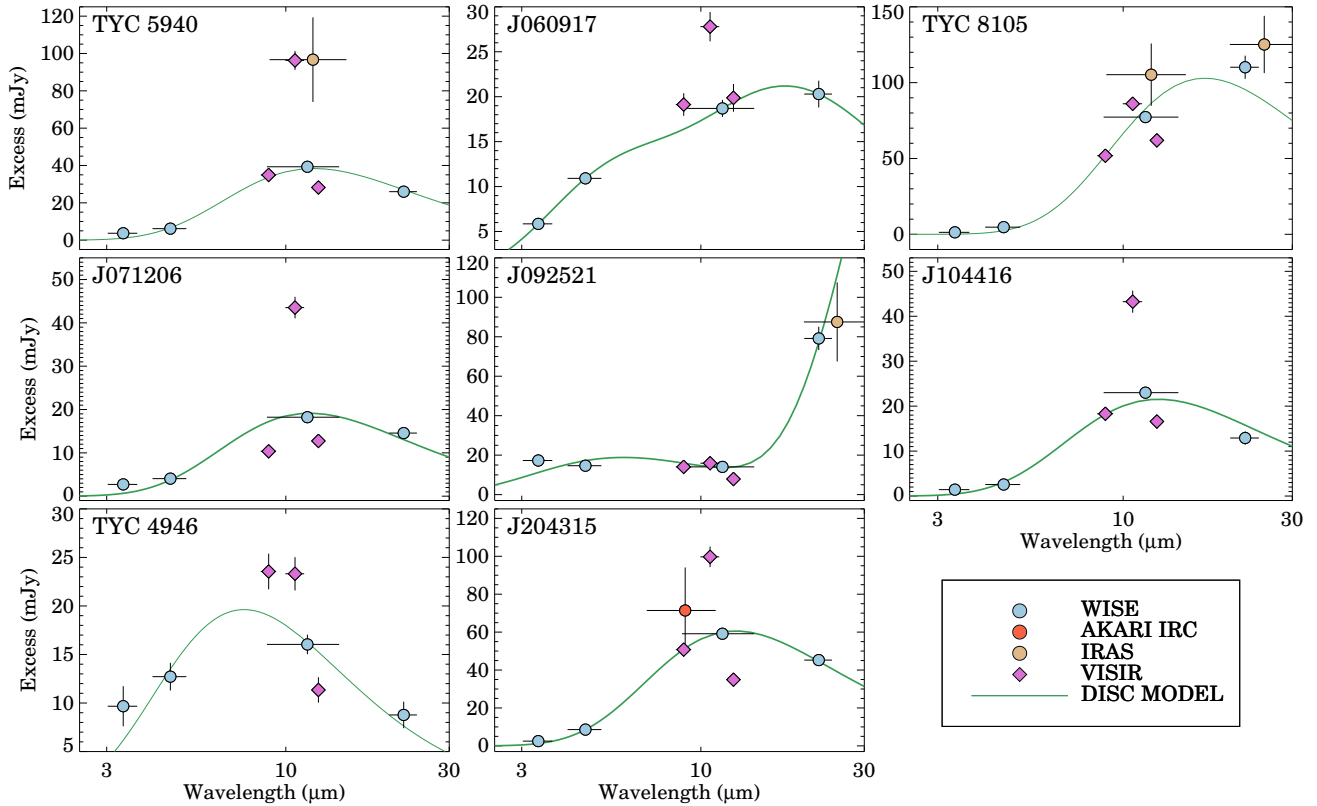 TYC 5940
Excess (mJy)
120
100
80
60
40
20
0
J060917
30
25
20
15
10
5
TYC 8105
150
100
50
0
J071206
Excess (mJy)
50
40
30
20
10
0
J092521
120
100
80
60
40
20
0
J104416
50
40
30
20
10
0
3 10 30
Wavelength (μm)
TYC 4946
Excess (mJy)
30
25
20
15
10
5
3 10 30
Wavelength (μm)
J204315
120
100
80
60
40
20
0
3 10 30
Wavelength (μm)
WISE
AKARI IRC
IRAS
VISIR
DISC MODEL